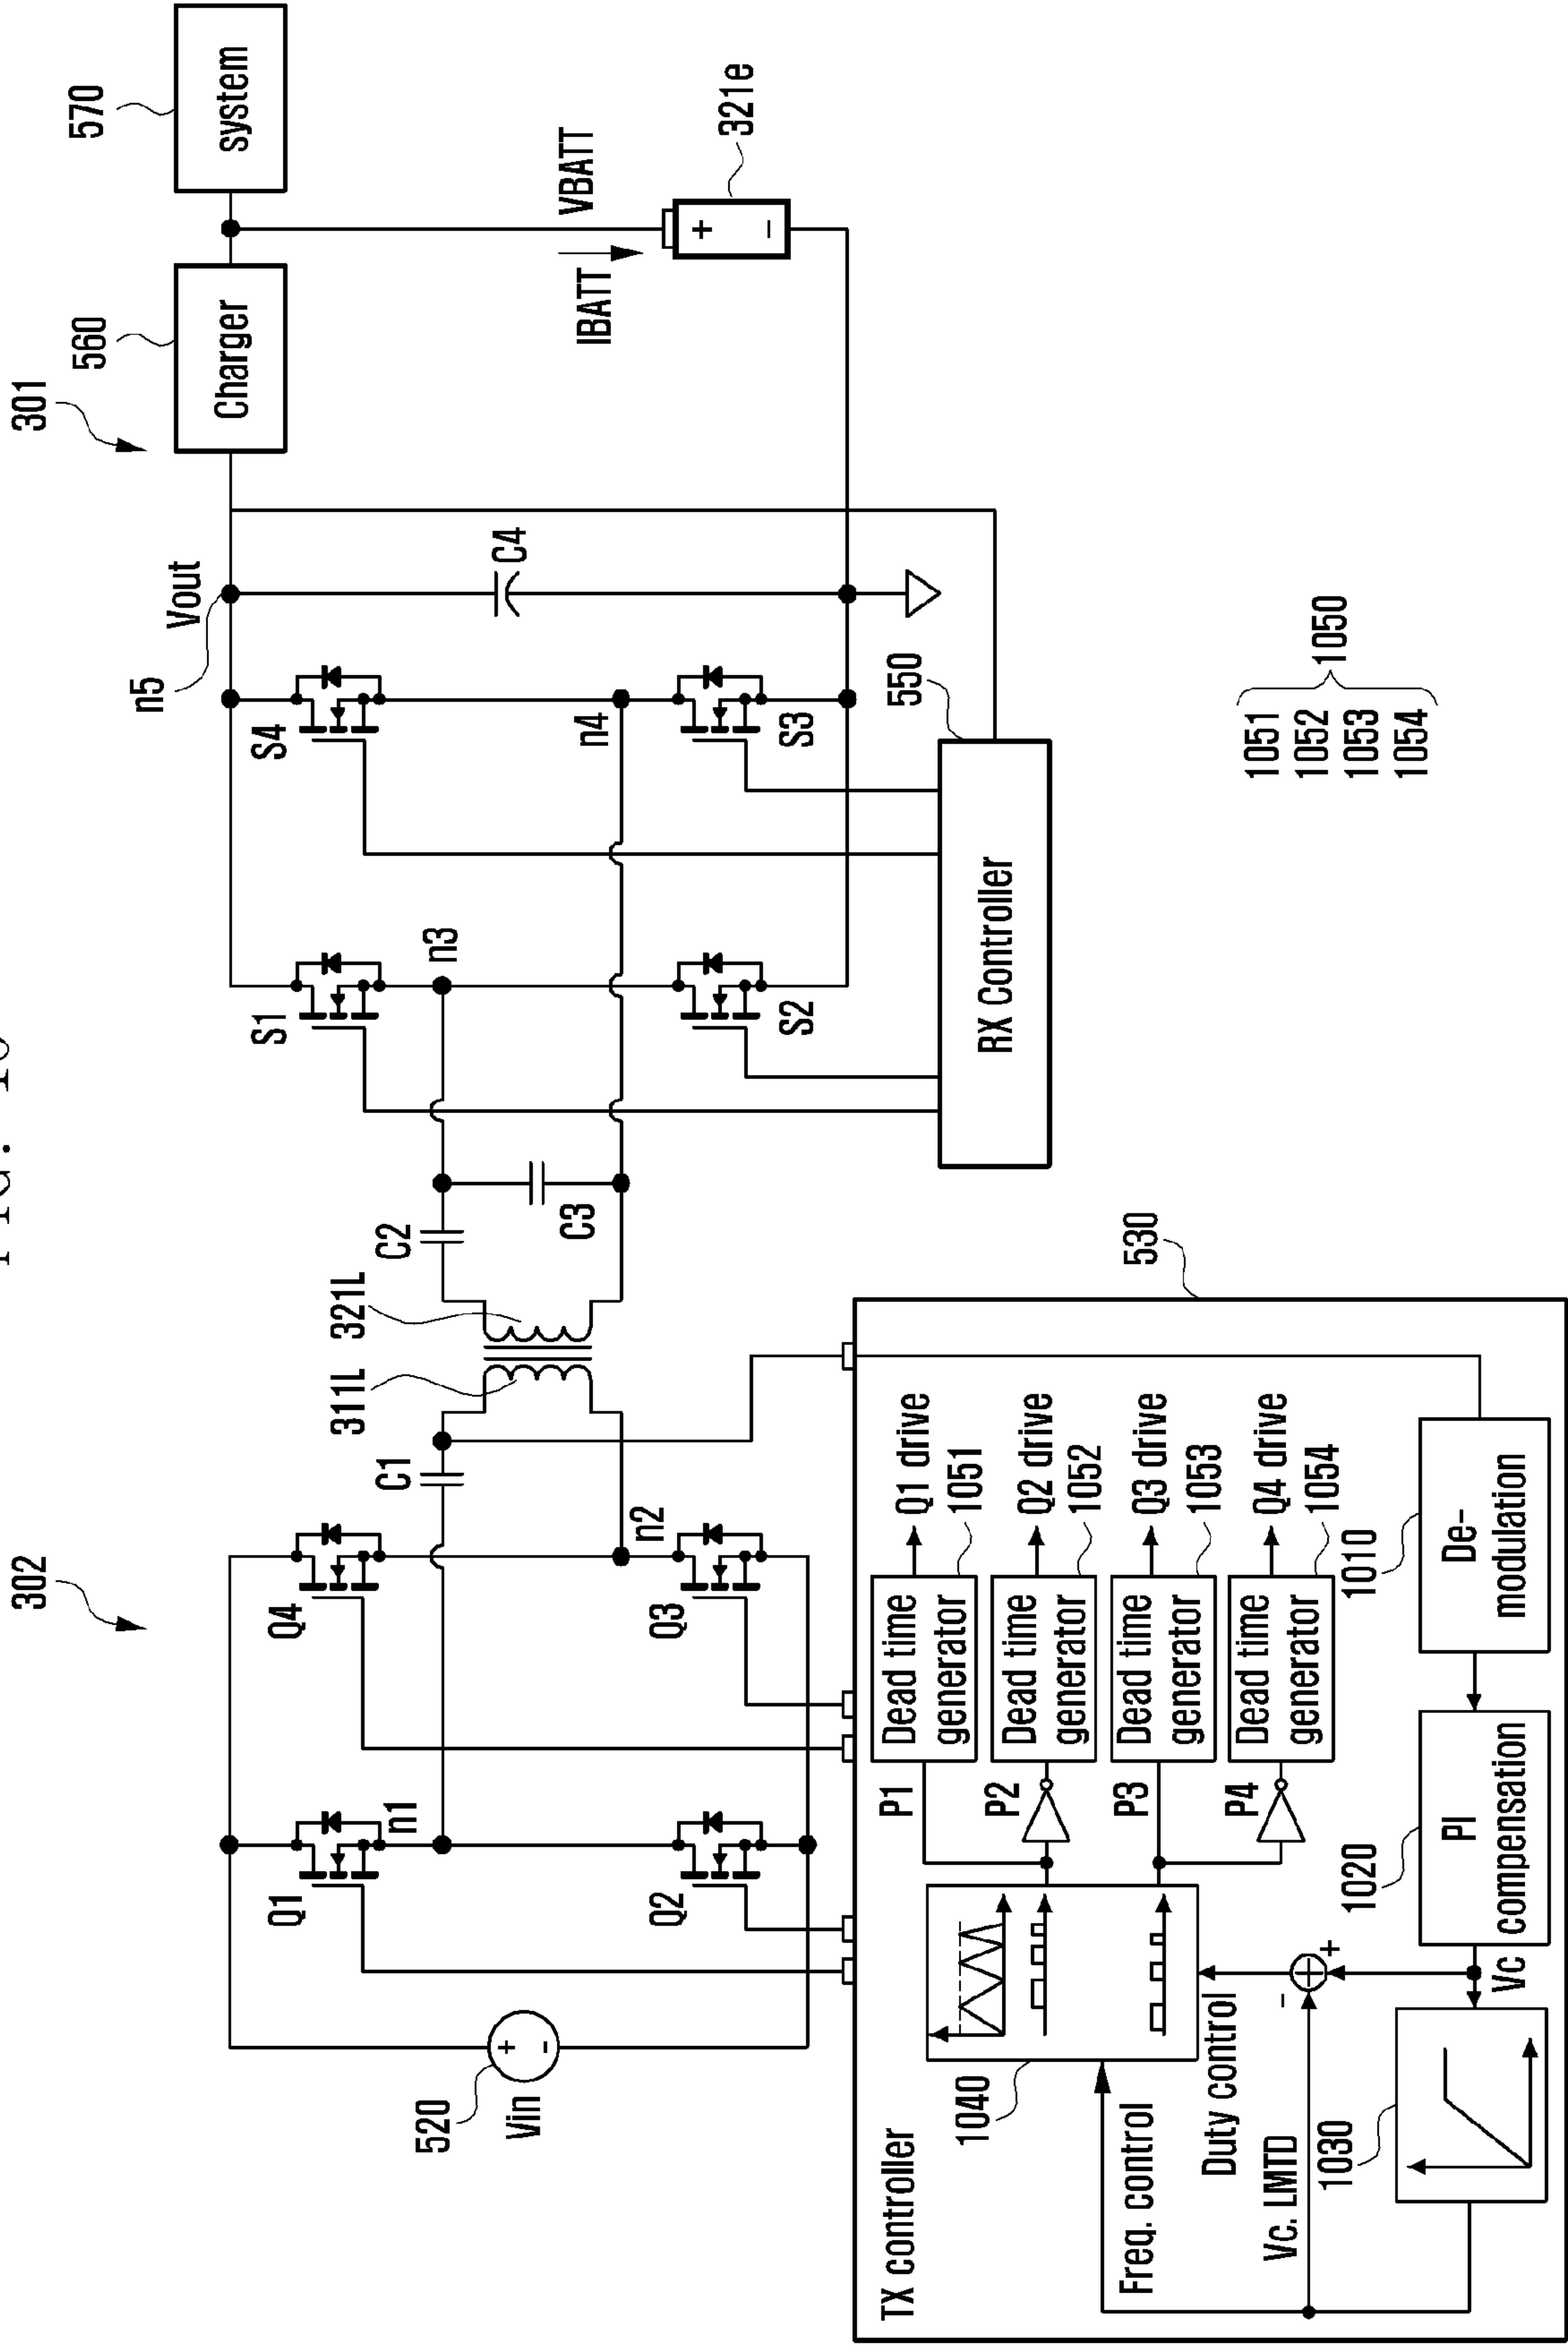 302
301
Q1
Q4
Q2
Q3
n1
n2
C1
311L
321L
C2
C3
n3
n4
n5
Vout
S1
S4
S2
S3
C4
560
Charger
570
system
IBATT
VBATT
321e
+
-
520
Vin
+
-
550
RX Controller
530
TX controller
1040
Freq. control
Duty control
Vc. LMTD
1030
-
+
Vc
P1
P2
P3
P4
Dead time
generator
Dead time
generator
Dead time
generator
Dead time
generator
Q1 drive
1051
Q2 drive
1052
Q3 drive
1053
Q4 drive
1054
1020
PI
compensation
1010
De-
modulation
1051
1052
1053
1054
1050